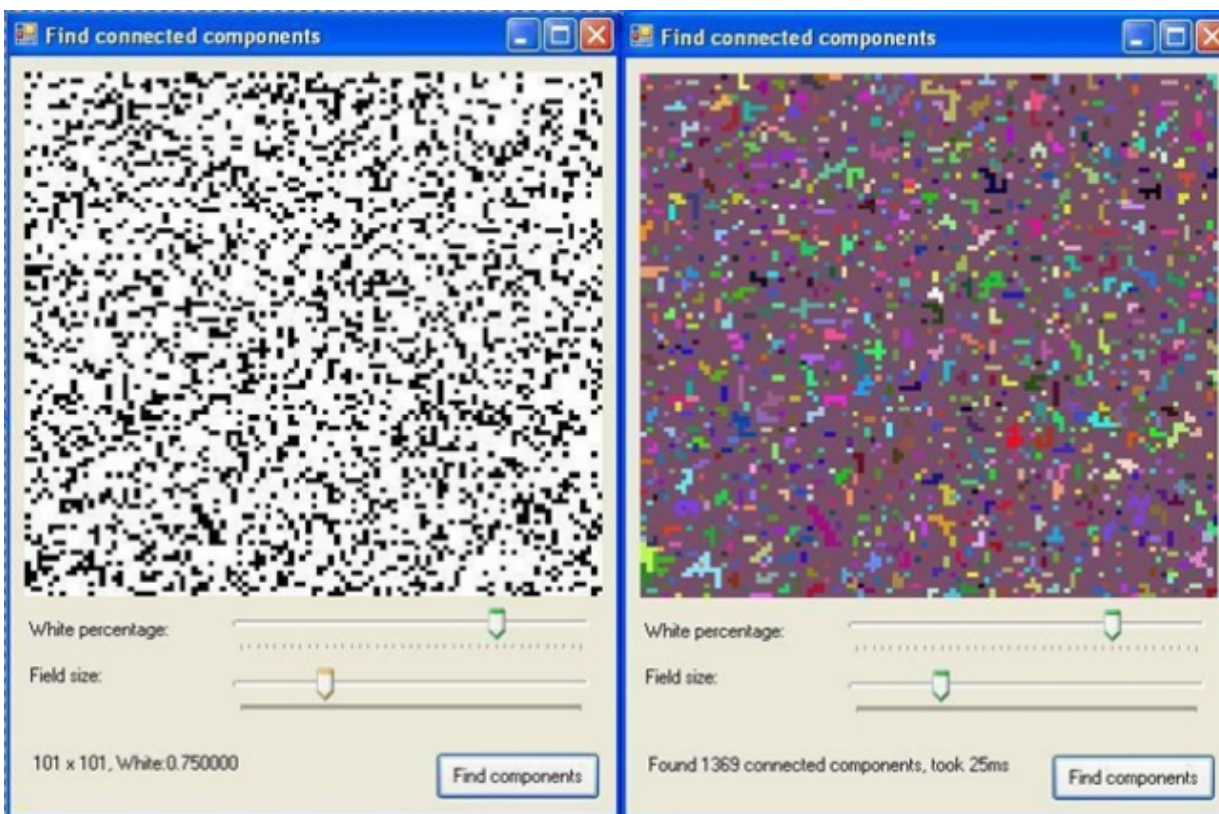 Find connected components
White percentage:
Field size:
101 x 101, White:0.750000
Find components
Find connected components
White percentage:
Field size:
Found 1369 connected components, took 25ms
Find components